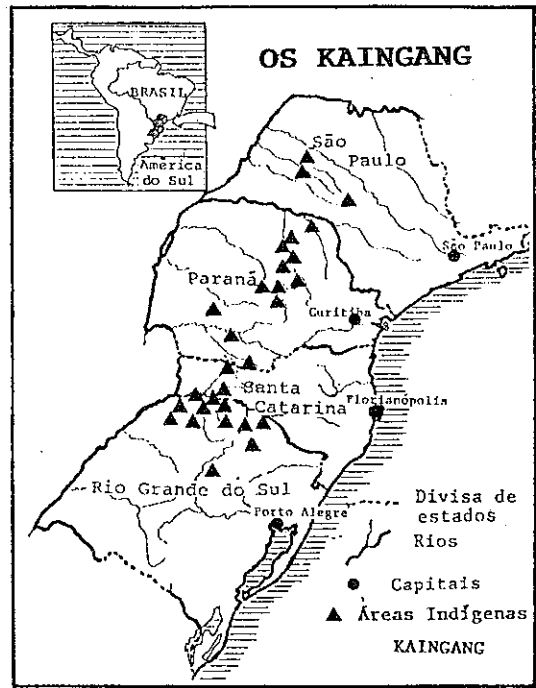 OS KAINGANG
BRASIL
América
do Sul
São
Paulo
São Paulo
Paraná
Curitiba
Santa
Catarina
Florianópolis
Rio Grande do Sul
Porto Alegre
Divisa de
estados
Rios
Capitais
Áreas Indígenas
KAINGANG